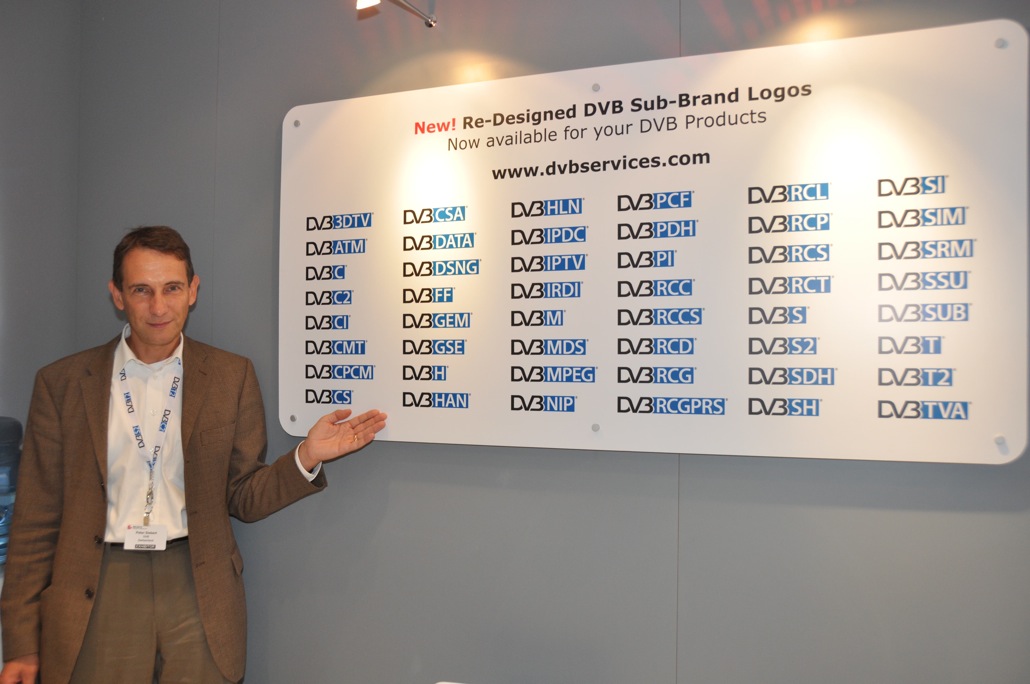 New! Re-Designed DVB Sub-Brand Logos
Now available for your DVB Products
www.dvbservices.com
DVB 3DTV
DVB ATM
DVB C
DVB C2
DVB CI
DVB CMT
DVB CPCM
DVB CS
DVB CSA
DVB DATA
DVB DSNG
DVB FF
DVB GEM
DVB GSE
DVB H
DVB HAN
DVB HLN
DVB IPDC
DVB IPTV
DVB IRDI
DVB M
DVB MDS
DVB MPEG
DVB NIP
DVB PCF
DVB PDH
DVB PI
DVB RCC
DVB RCCS
DVB RCD
DVB RCG
DVB RCGPRS
DVB RCL
DVB RCP
DVB RCS
DVB RCT
DVB S
DVB S2
DVB SDH
DVB SH
DVB SI
DVB SIM
DVB SRM
DVB SSU
DVB SUB
DVB T
DVB T2
DVB TVA
DVB